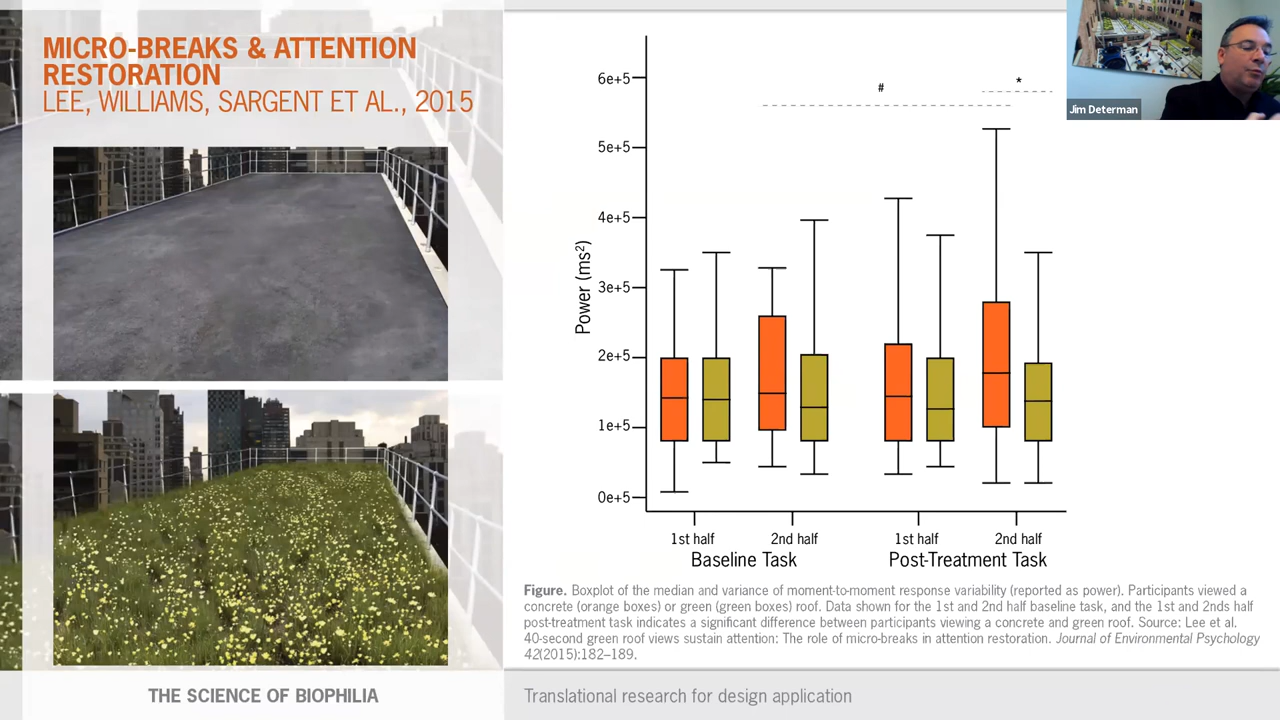 MICRO-BREAKS & ATTENTION
RESTORATION
LEE, WILLIAMS, SARGENT ET AL., 2015
Jim Determan
#
*
6e+5
5e+5
4e+5
3e+5
2e+5
1e+5
0e+5
Power (ms²)
1st half
2nd half
1st half
2nd half
Baseline Task
Post-Treatment Task
Figure. Boxplot of the median and variance of moment-to-moment response variability (reported as power). Participants viewed a
concrete (orange boxes) or green (green boxes) roof. Data shown for the 1st and 2nd half baseline task, and the 1st and 2nds half
post-treatment task indicates a significant difference between participants viewing a concrete and green roof. Source: Lee et al.
40-second green roof views sustain attention: The role of micro-breaks in attention restoration. Journal of Environmental Psychology
42(2015):182–189.
THE SCIENCE OF BIOPHILIA
Translational research for design application